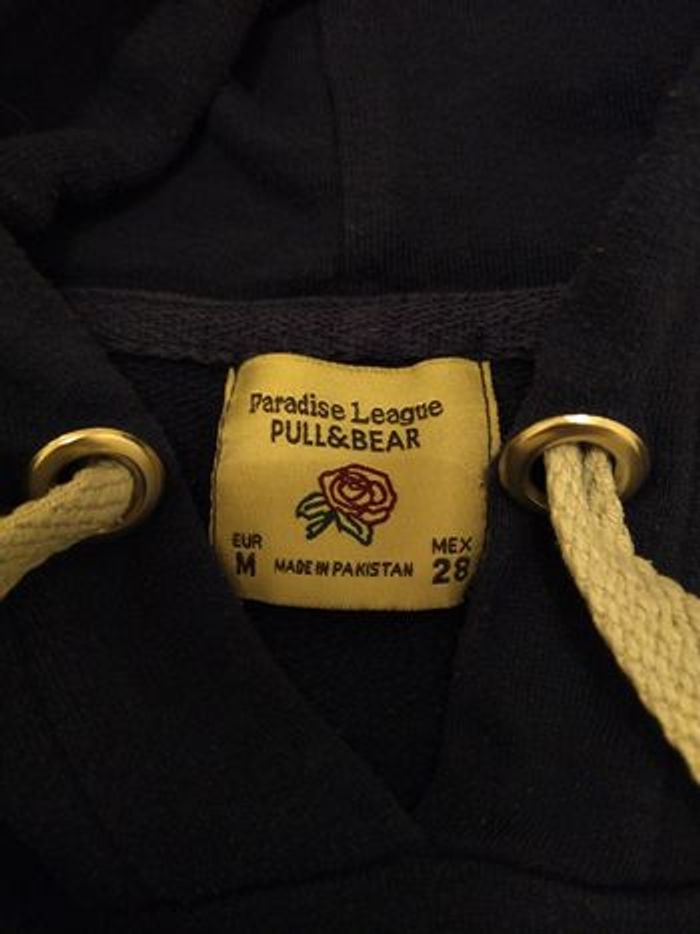 Paradise League
PULL&BEAR
EUR
M
MADE IN PAKISTAN
MEX
28